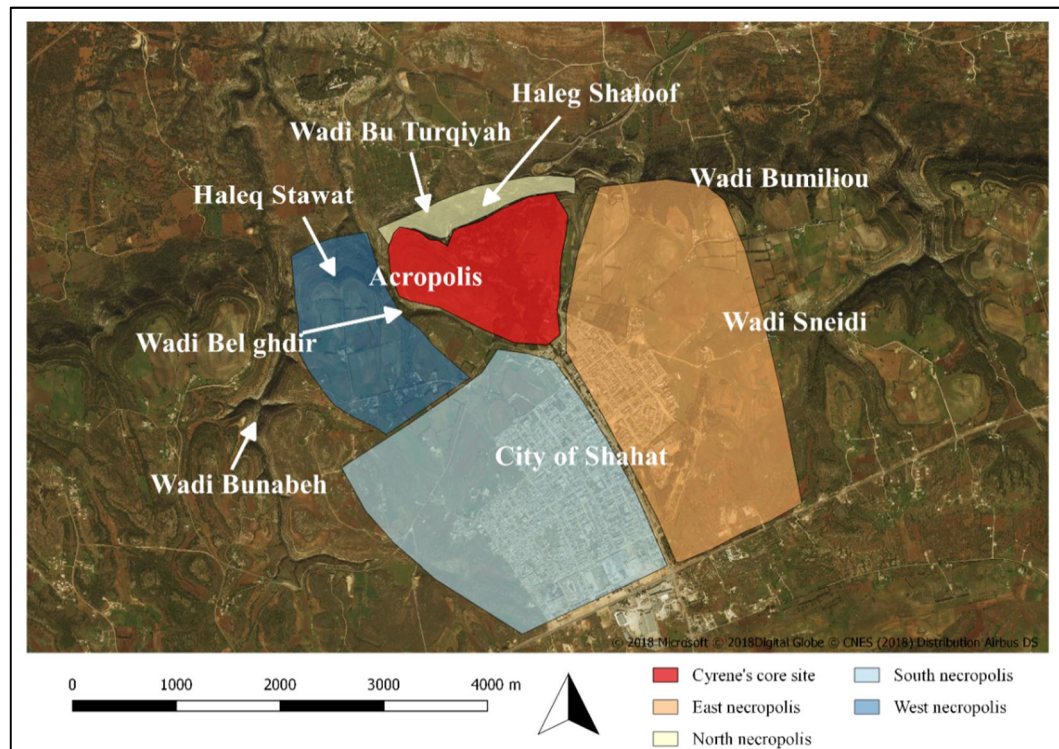 Haleg Shaloof
Wadi Bu Turqiyah
Wadi Bumiliou
Haleq Stawat
Acropolis
Wadi Sneidi
Wadi Bel ghdir
City of Shahat
Wadi Bunabeh
© 2018 Microsoft © 2018Digital Globe © CNES (2018) Distribution Airbus DS
0 1000 2000 3000 4000 m
Cyrene's core site
East necropolis
North necropolis
South necropolis
West necropolis